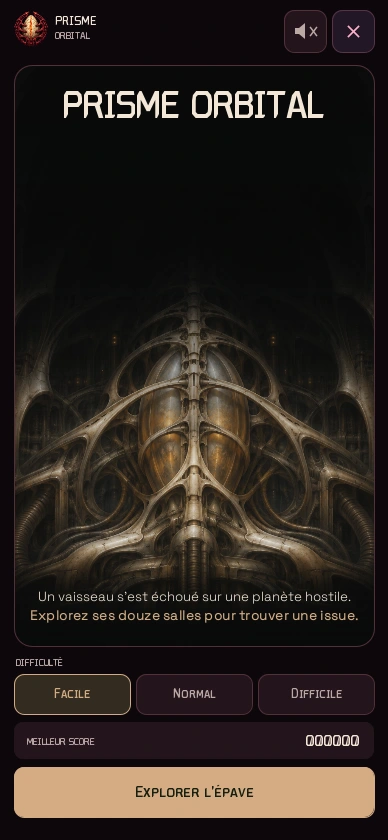 PRISME
ORBITAL
PRISME ORBITAL
Un vaisseau s'est échoué sur une planète hostile.
Explorez ses douze salles pour trouver une issue.
DIFFICULTÉ
FACILE NORMAL DIFFICILE
MEILLEUR SCORE 000000
EXPLORER L'ÉPAVE